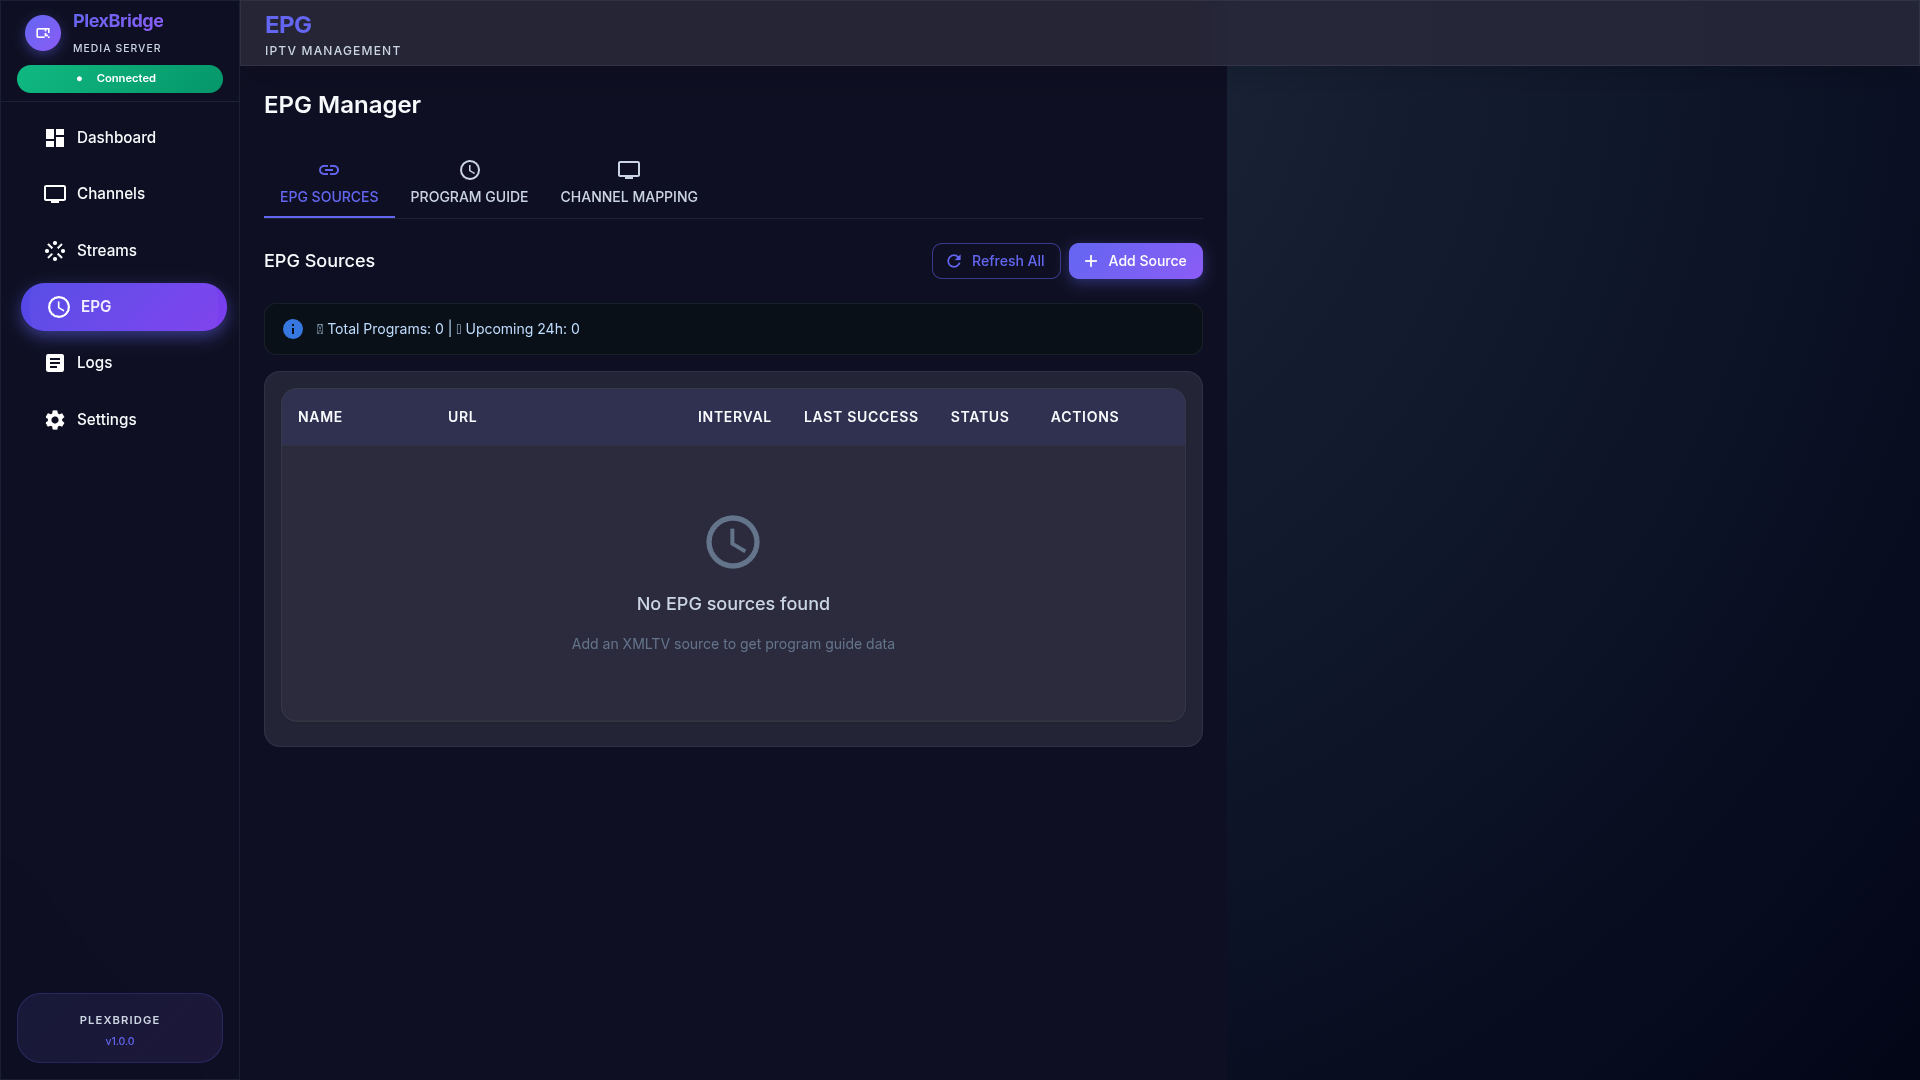 PlexBridge
MEDIA SERVER
Connected
Dashboard
Channels
Streams
EPG
Logs
Settings
PLEXBRIDGE
v1.0.0
EPG
IPTV MANAGEMENT
EPG Manager
EPG SOURCES
PROGRAM GUIDE
CHANNEL MAPPING
EPG Sources
Refresh All
Add Source
Total Programs: 0 | Upcoming 24h: 0
NAME URL INTERVAL LAST SUCCESS STATUS ACTIONS
No EPG sources found
Add an XMLTV source to get program guide data